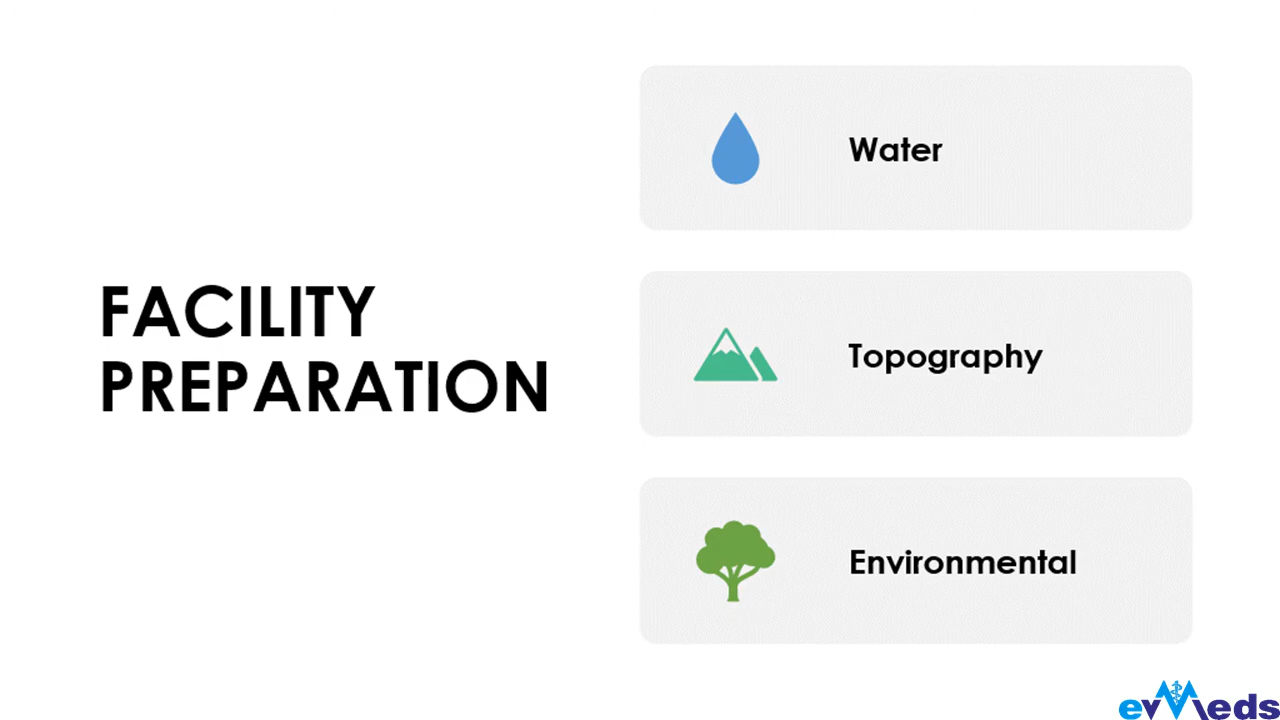 FACILITY
PREPARATION
Water
Topography
Environmental
evMeds